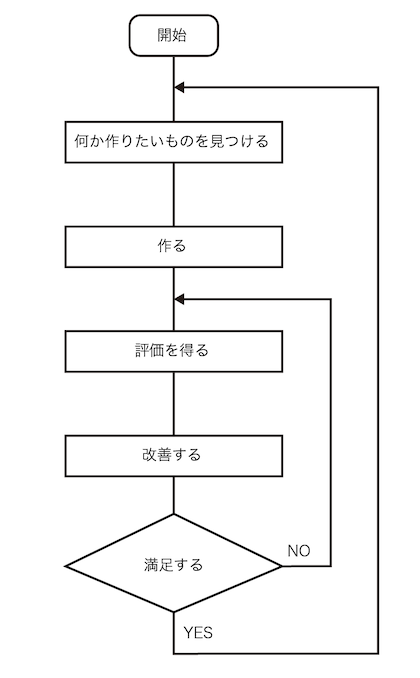 開始
何か作りたいものを見つける
作る
評価を得る
改善する
満足する
NO
YES